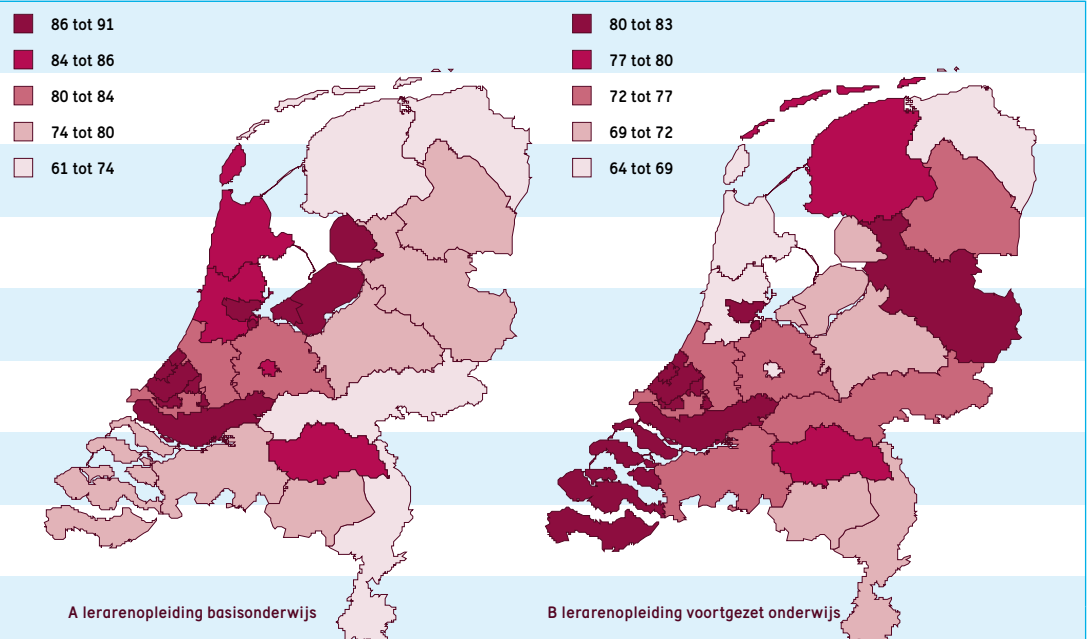 86 tot 91
84 tot 86
80 tot 84
74 tot 80
61 tot 74
80 tot 83
77 tot 80
72 tot 77
69 tot 72
64 tot 69
A lerarenopleiding basisonderwijs
B lerarenopleiding voortgezet onderwijs